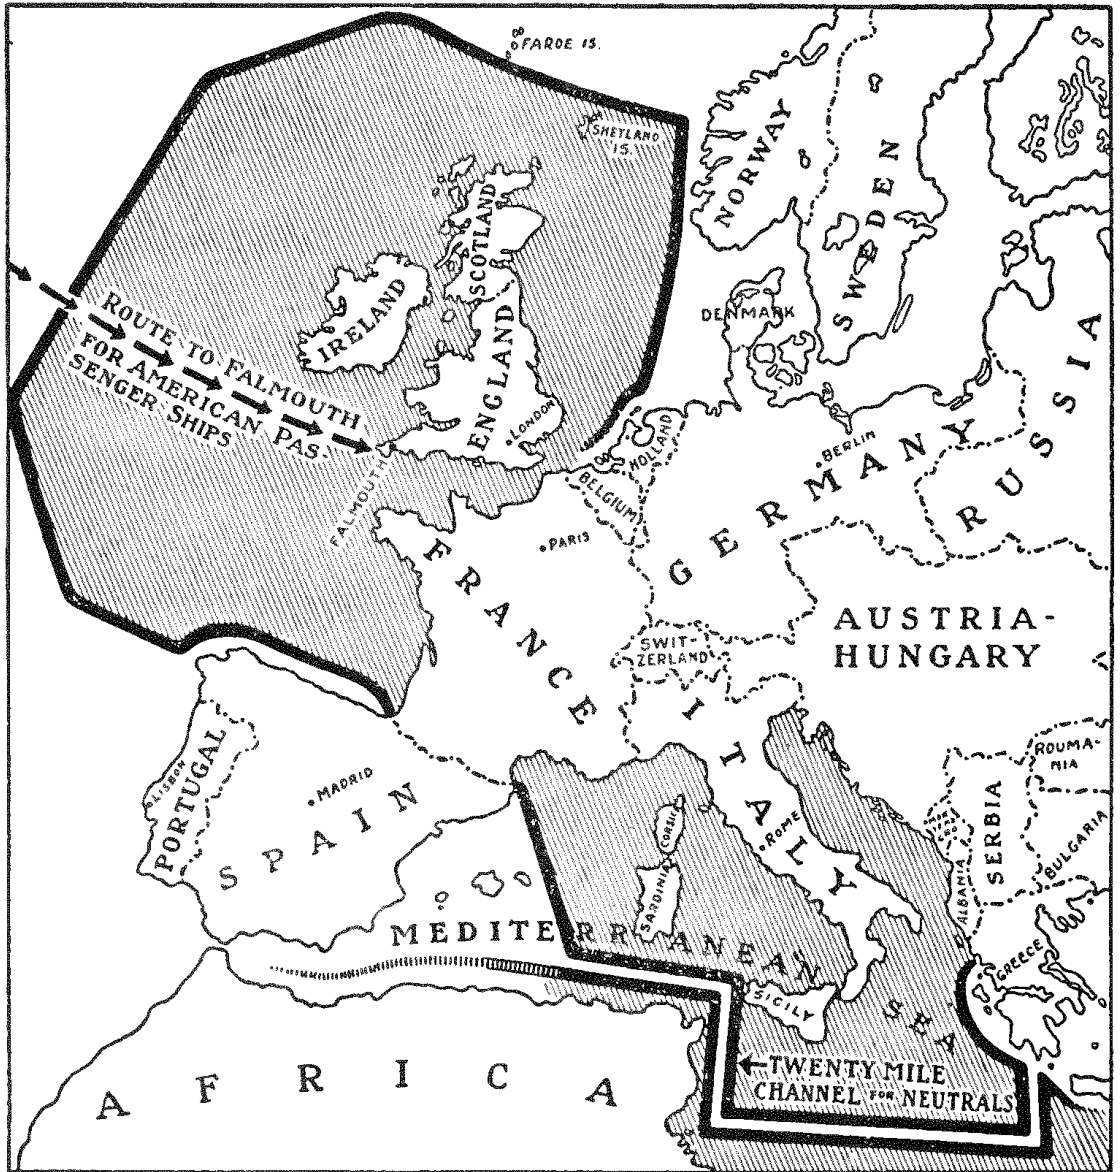 FAROE IS.
SHETLAND
IS.
NORWAY
SWEDEN
SCOTLAND
IRELAND
ENGLAND
LONDON
DENMARK
ROUTE TO FALMOUTH
FOR AMERICAN PAS-
SENGER SHIPS
FALMOUTH
HOLLAND
BELGIUM
BERLIN
GERMANY
RUSSIA
PARIS
FRANCE
AUSTRIA-
HUNGARY
SWIT-
ZERLAND
ITALY
ROUMA-
NIA
SERBIA
BULGARIA
ALBANIA
GREECE
PORTUGAL
LISBON
MADRID
SPAIN
CORSICA
ROME
SARDINIA
MEDITERRANEAN SEA
SICILY
AFRICA
TWENTY MILE
CHANNEL FOR NEUTRALS